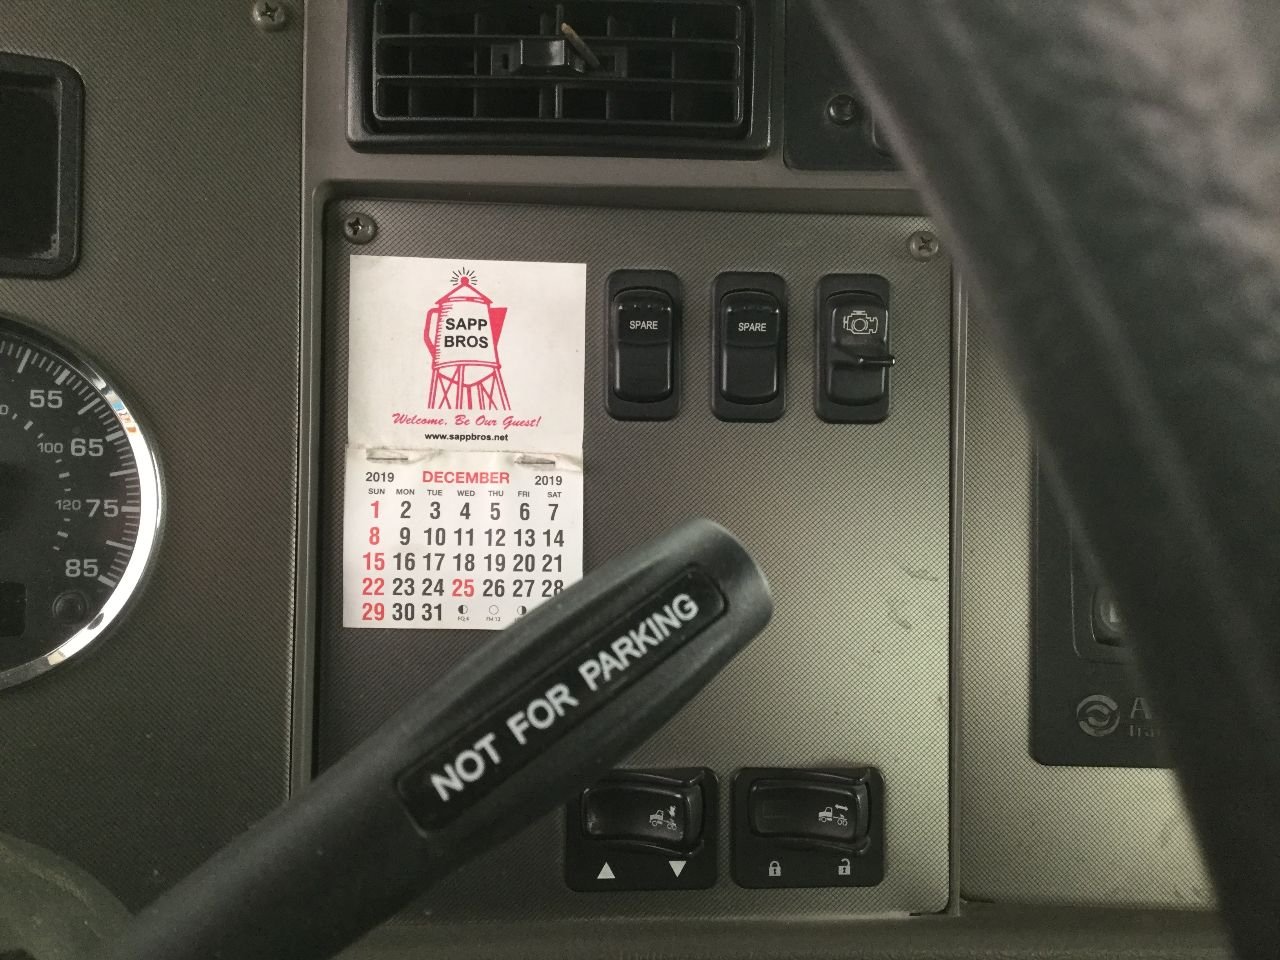 SAPP
BROS
Welcome, Be Our Guest!
www.sappbros.net
2019 DECEMBER 2019
SUN MON TUE WED THU FRI SAT
1 2 3 4 5 6 7
8 9 10 11 12 13 14
15 16 17 18 19 20 21
22 23 24 25 26 27 28
29 30 31
SPARE
SPARE
55
100 65
120 75
85
NOT FOR PARKING